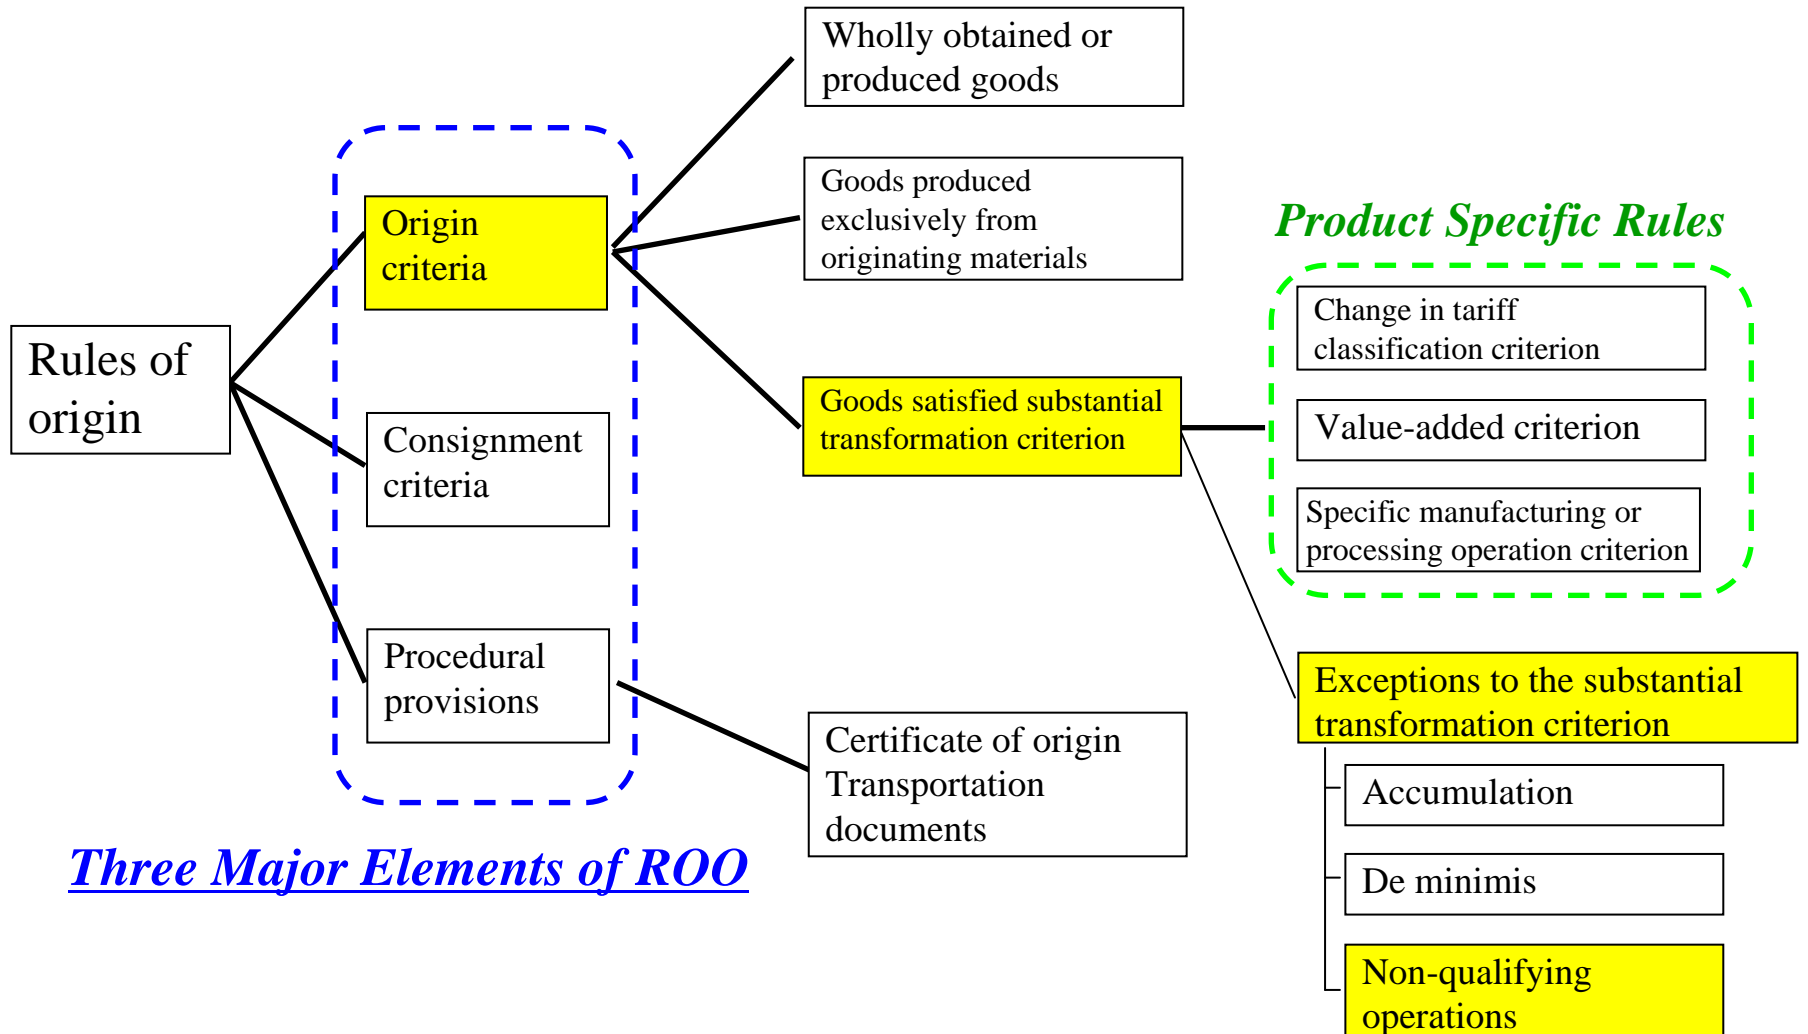 Rules of
origin
Origin
criteria
Consignment
criteria
Procedural
provisions
Three Major Elements of ROO
Wholly obtained or
produced goods
Goods produced
exclusively from
originating materials
Goods satisfied substantial
transformation criterion
Certificate of origin
Transportation
documents
Product Specific Rules
Change in tariff
classification criterion
Value-added criterion
Specific manufacturing or
processing operation criterion
Exceptions to the substantial
transformation criterion
Accumulation
De minimis
Non-qualifying
operations